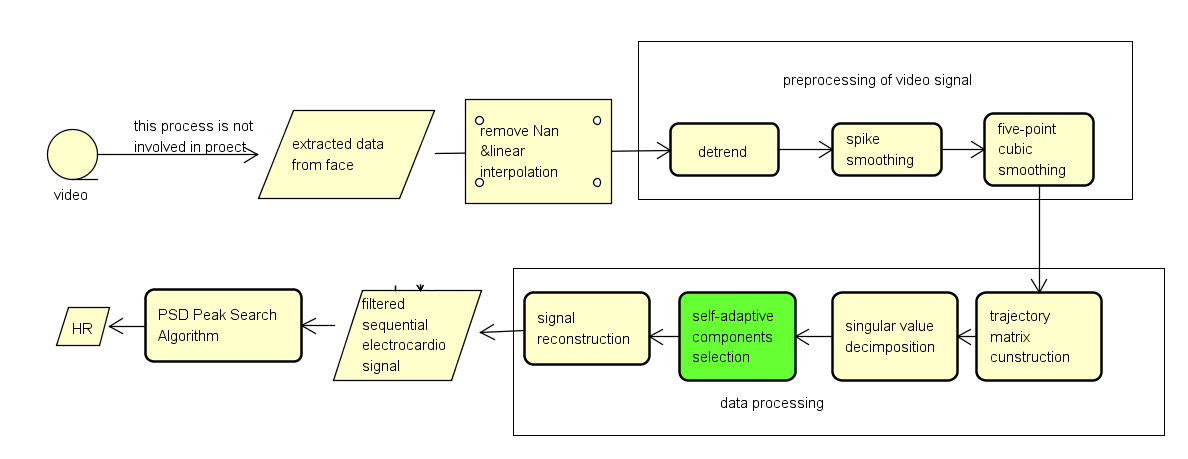 preprocessing of video signal
this process is not
involved in proect
video
extracted data
from face
remove Nan
&linear
interpolation
detrend
spike
smoothing
five-point
cubic
smoothing
HR
PSD Peak Search
Algorithm
filtered
sequential
electrocardio
signal
signal
reconstruction
self-adaptive
components
selection
singular value
decimposition
trajectory
matrix
cunstruction
data processing